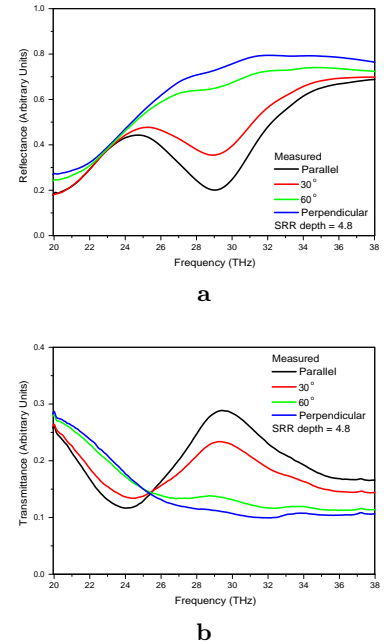 1.0
0.8
0.6
0.4
0.2
0.0
Reflectance (Arbitrary Units)
Measured
Parallel
30°
60°
Perpendicular
SRR depth = 4.8
20 22 24 26 28 30 32 34 36 38
Frequency (THz)
a
0.4
0.3
0.2
0.1
0.0
Transmittance (Arbitrary Units)
Measured
Parallel
30°
60°
Perpendicular
SRR depth = 4.8
20 22 24 26 28 30 32 34 36 38
Frequency (THz)
b